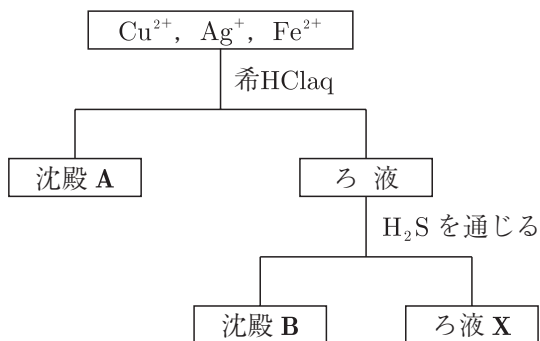 Cu²⁺, Ag⁺, Fe²⁺
希HClaq
沈殿 A
ろ 液
H₂S を通じる
沈殿 B
ろ液 X